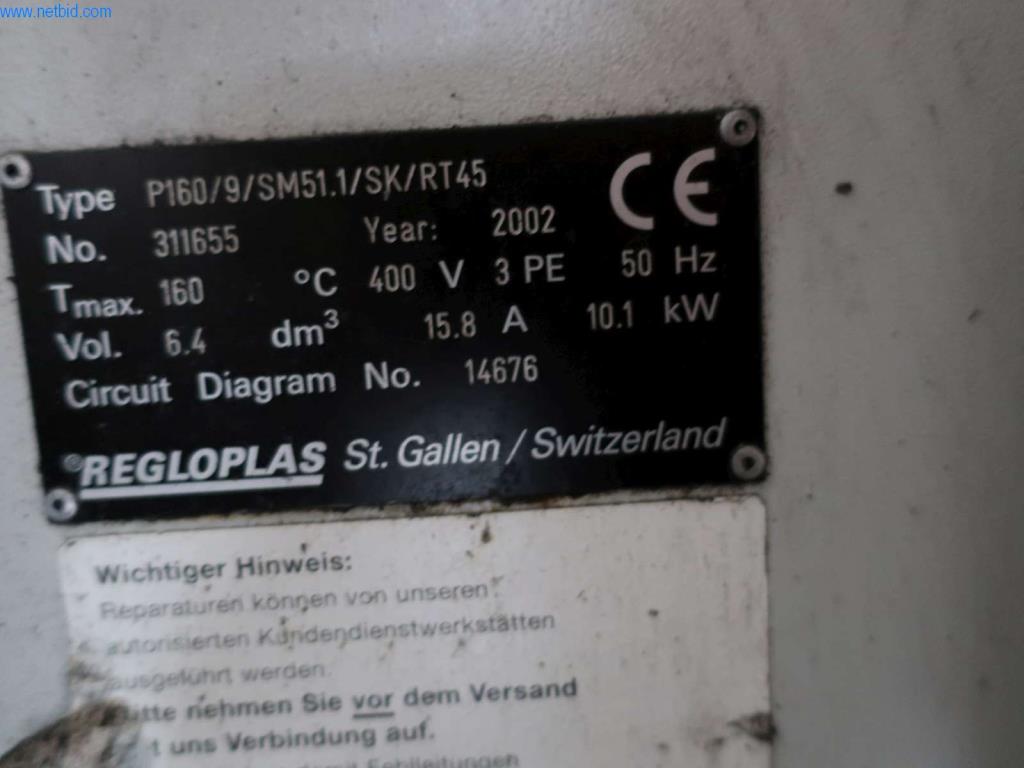 www.netbid.com
Type P160/9/SM51.1/SK/RT45 CE
No. 311655 Year: 2002
Tmax. 160 °C 400 V 3 PE 50 Hz
Vol. 6.4 dm³ 15.8 A 10.1 kW
Circuit Diagram No. 14676
©REGLOPLAS St. Gallen / Switzerland
Wichtiger Hinweis:
Reparaturen können von unseren
autorisierten Kundendienstwerkstätten
ausgeführt werden.
Bitte nehmen Sie vor dem Versand
t uns Verbindung auf.
damit Fehlleitungen